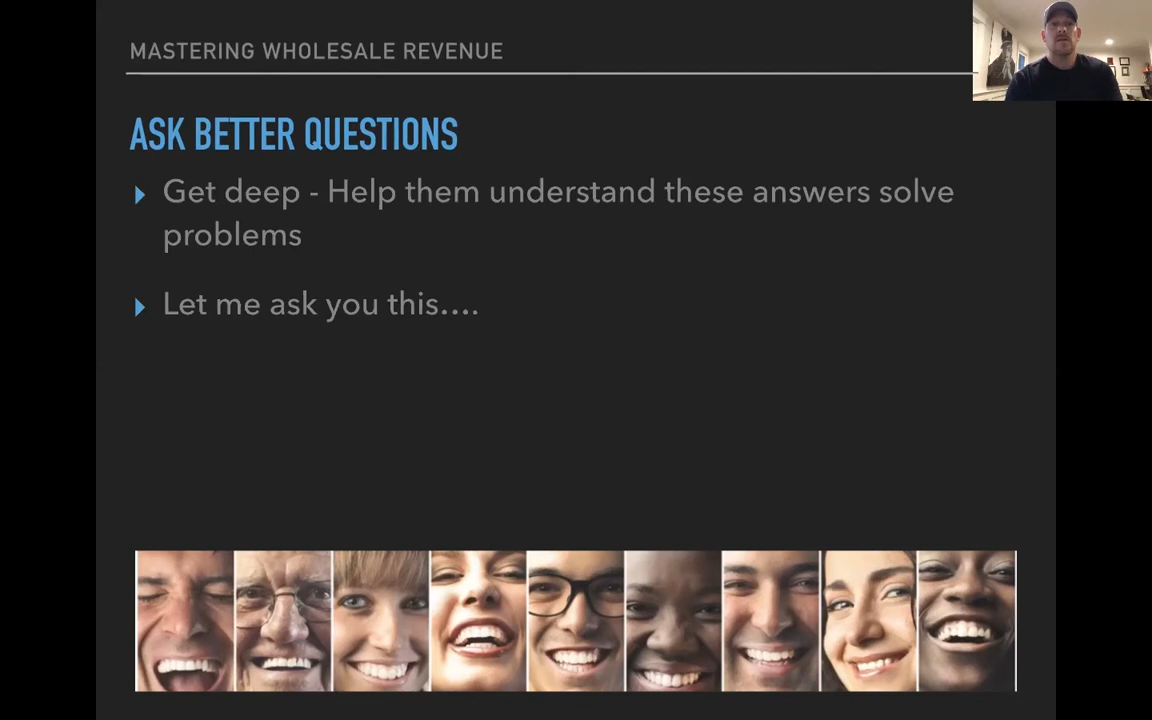 MASTERING WHOLESALE REVENUE
ASK BETTER QUESTIONS
Get deep - Help them understand these answers solve
problems
Let me ask you this....